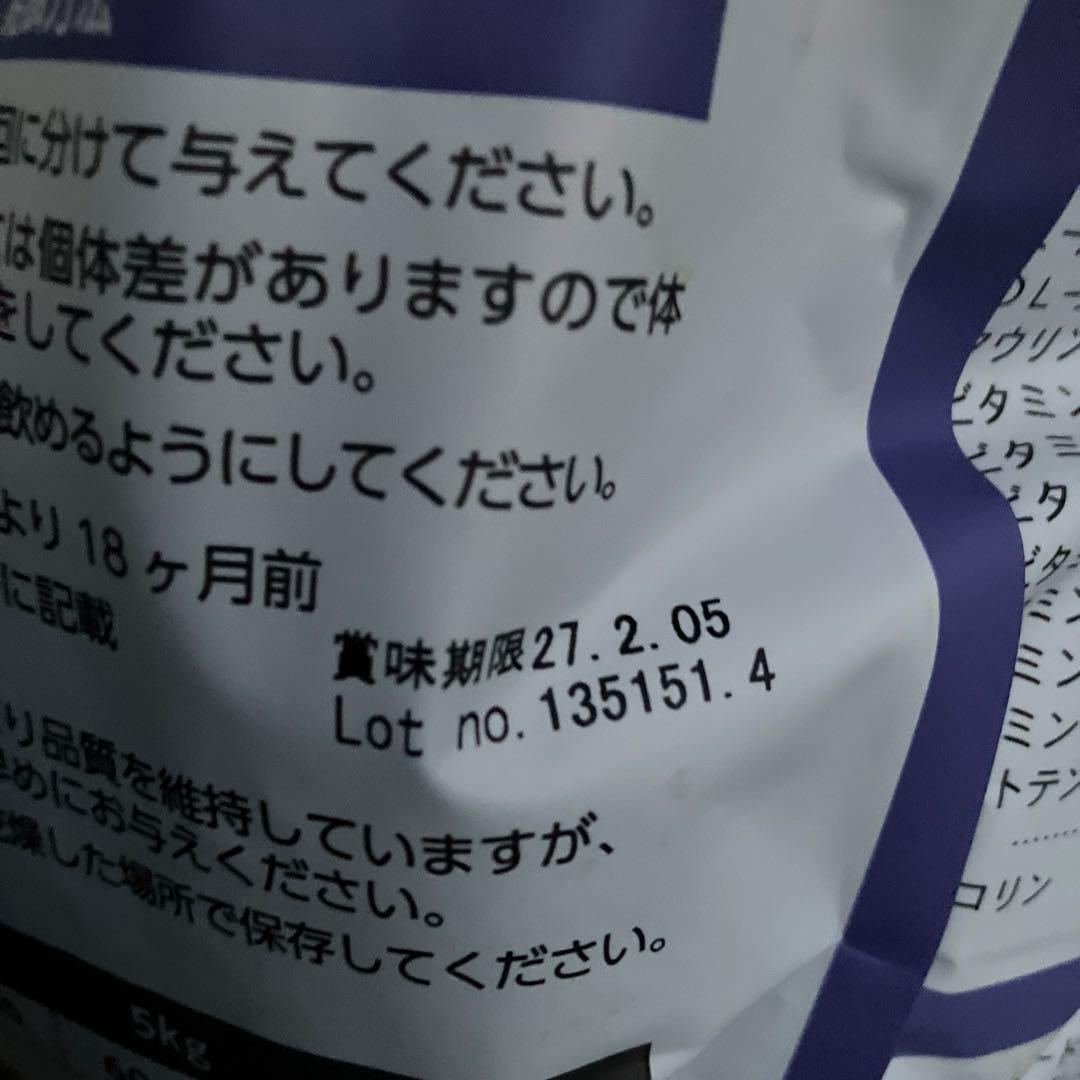 回に分けて与えてください。
は個体差がありますので体
をしてください。
飲めるようにしてください。
より18ヶ月前
に記載
賞味期限27.2.05
Lot no.135151.4
り品質を維持していますが、
早めにお与えください。
乾燥した場所で保存してください。
5kg
DL-
タウリン
ビタミン
ビタミ
ビタ
ビタ
ミン
ミン
ミン
トテン
コリン